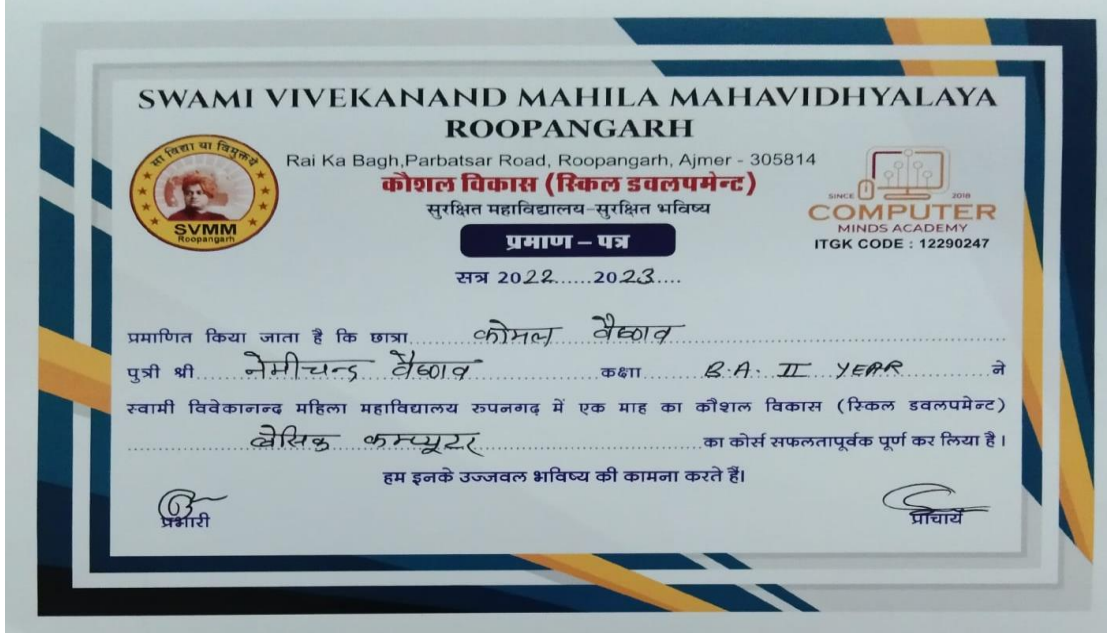 SWAMI VIVEKANAND MAHILA MAHAVIDHYALAYA
ROOPANGARH
Rai Ka Bagh,Parbatsar Road, Roopangarh, Ajmer - 305814
कौशल विकास (स्किल डवलपमेन्ट)
सुरक्षित महाविद्यालय–सुरक्षित भविष्य
प्रमाण – पत्र
सत्र 2022......2023....
सा विद्या या विमुक्तये
SVMM
Roopangarh
SINCE 2018
COMPUTER
MINDS ACADEMY
ITGK CODE : 12290247
प्रमाणित किया जाता है कि छात्रा कोमल वैष्णव
पुत्री श्री नेमीचन्द वैष्णव कक्षा B.A. II YEAR ने
स्वामी विवेकानन्द महिला महाविद्यालय रुपनगढ़ में एक माह का कौशल विकास (स्किल डवलपमेन्ट)
बेसिक कम्प्यूटर का कोर्स सफलतापूर्वक पूर्ण कर लिया है।
हम इनके उज्जवल भविष्य की कामना करते हैं।
प्रभारी प्राचार्य